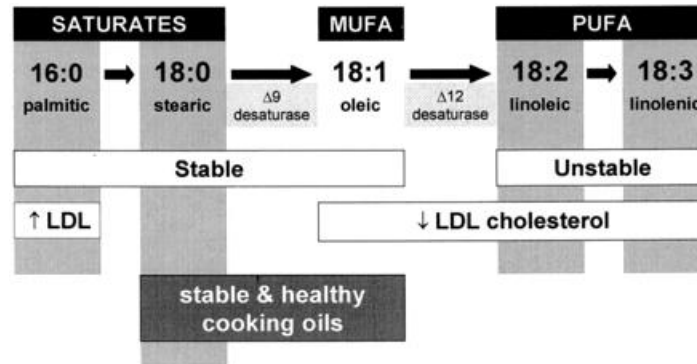 SATURATES MUFA PUFA
16:0 18:0 18:1 18:2 18:3
palmitic stearic Δ9 desaturase oleic Δ12 desaturase linoleic linolenic
Stable Unstable
↑ LDL ↓ LDL cholesterol
stable & healthy
cooking oils